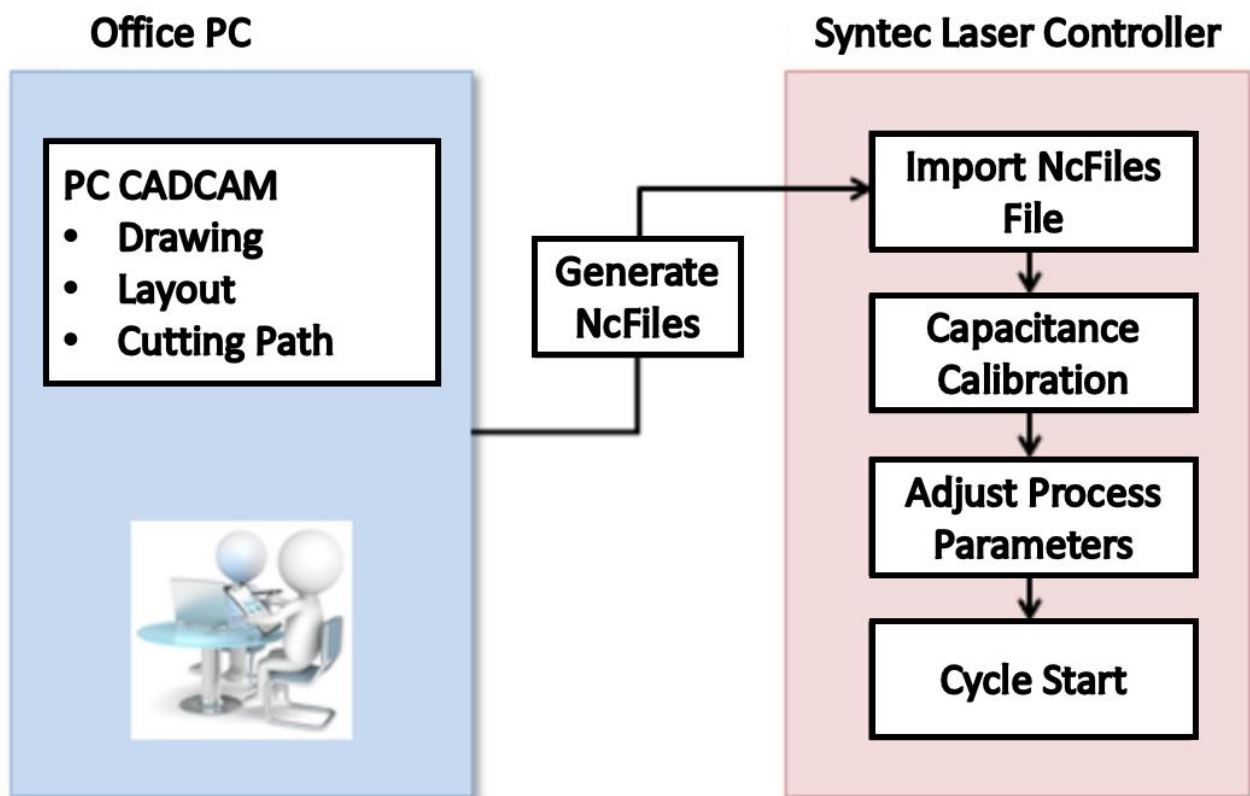 Office PC
PC CADCAM
• Drawing
• Layout
• Cutting Path
Generate
NcFiles
Syntec Laser Controller
Import NcFiles
File
Capacitance
Calibration
Adjust Process
Parameters
Cycle Start